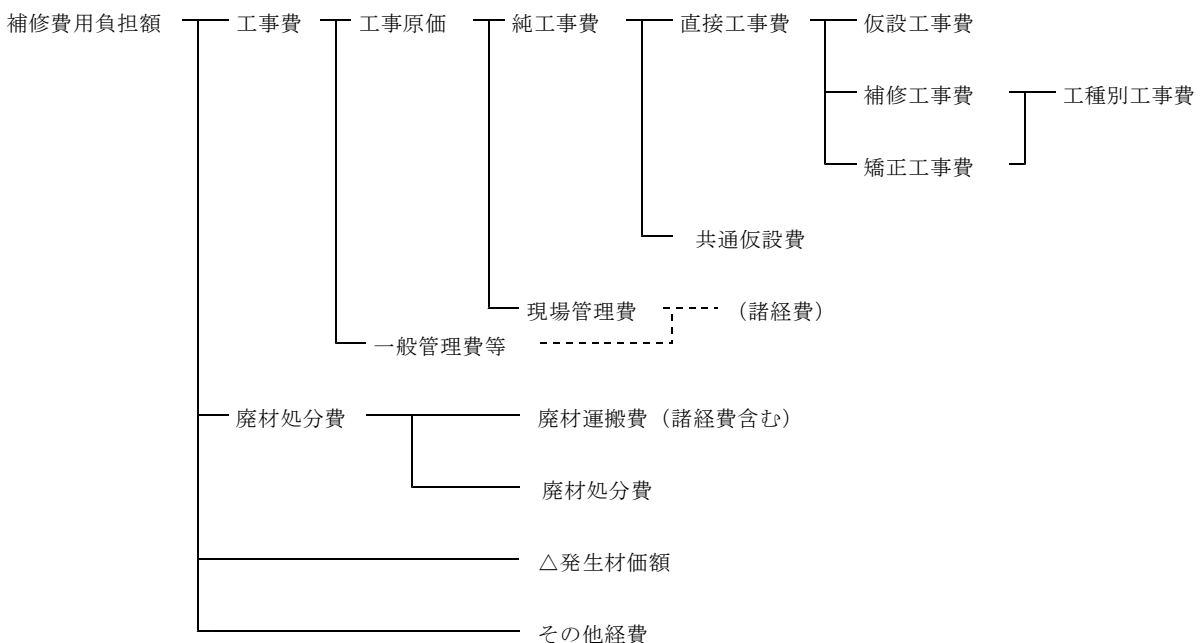 補修費用負担額 工事費 工事原価 純工事費 直接工事費 仮設工事費
補修工事費 工種別工事費
矯正工事費
共通仮設費
現場管理費 (諸経費)
一般管理費等
廃材処分費 廃材運搬費(諸経費含む)
廃材処分費
△発生材価額
その他経費